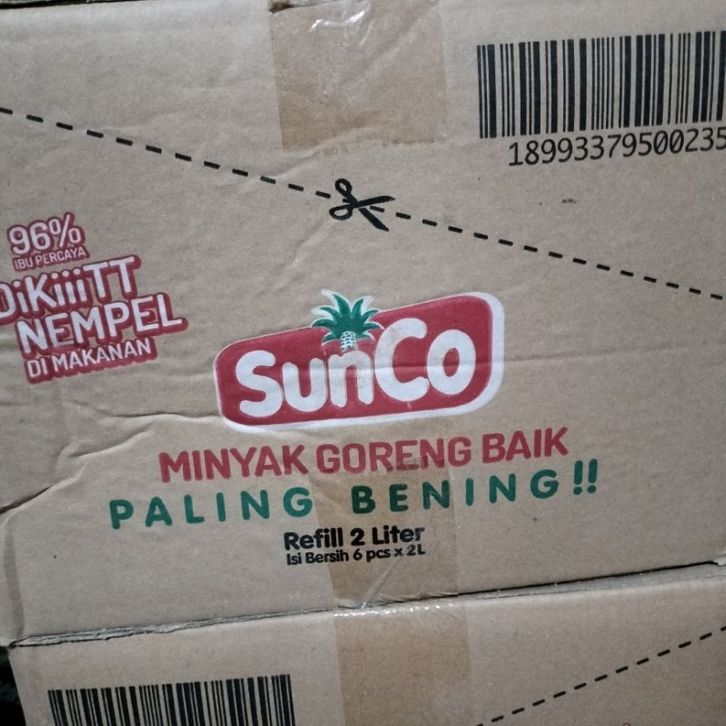 18993379500235
96%
IBU PERCAYA
DiKiiiTT
NEMPEL
DI MAKANAN
SunCo
MINYAK GORENG BAIK
PALING BENING!!
Refill 2 Liter
Isi Bersih 6 pcs x 2L